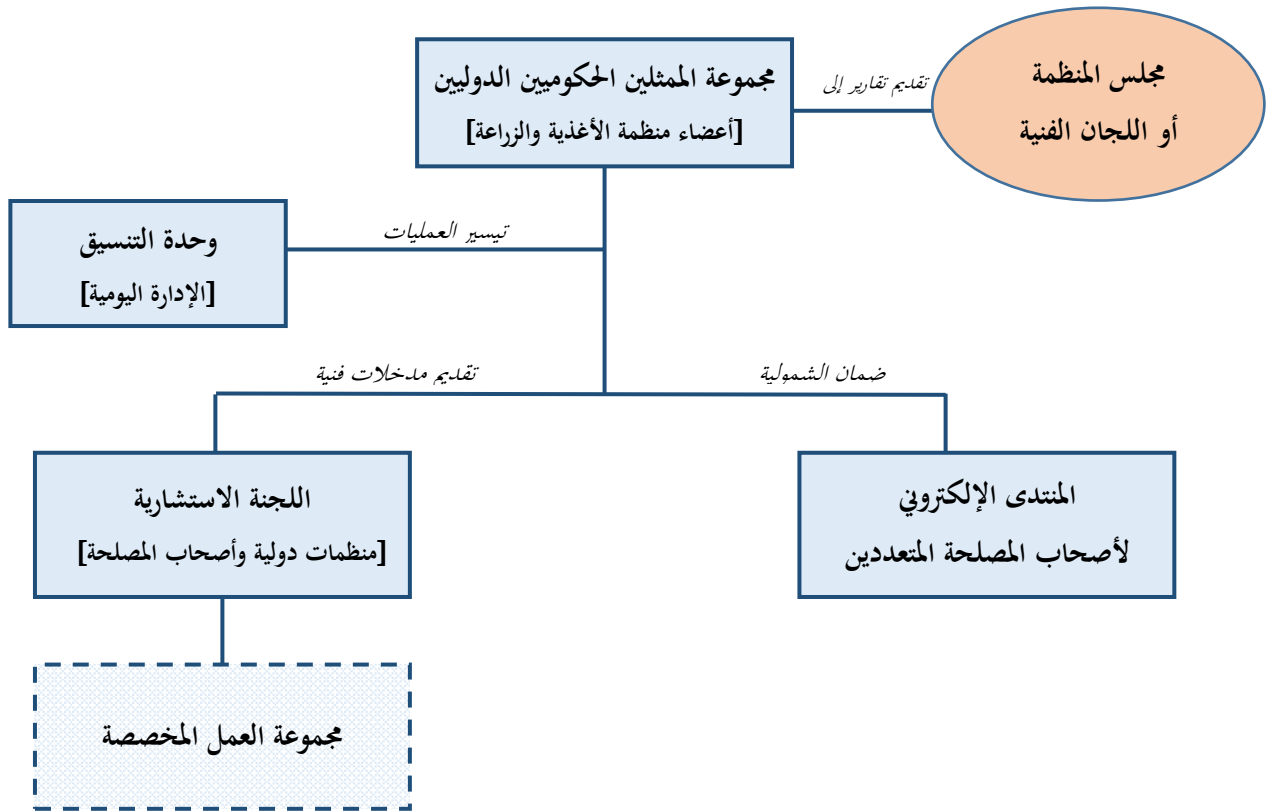 مجلس المنظمة
أو اللجان الفنية
تقديم تقارير إلى
مجموعة الممثلين الحكوميين الدوليين
[أعضاء منظمة الأغذية والزراعة]
تيسير العمليات
وحدة التنسيق
[الإدارة اليومية]
ضمان الشمولية
تقديم مدخلات فنية
المنتدى الإلكتروني
لأصحاب المصلحة المتعددين
اللجنة الاستشارية
[منظمات دولية وأصحاب المصلحة]
مجموعة العمل المخصصة